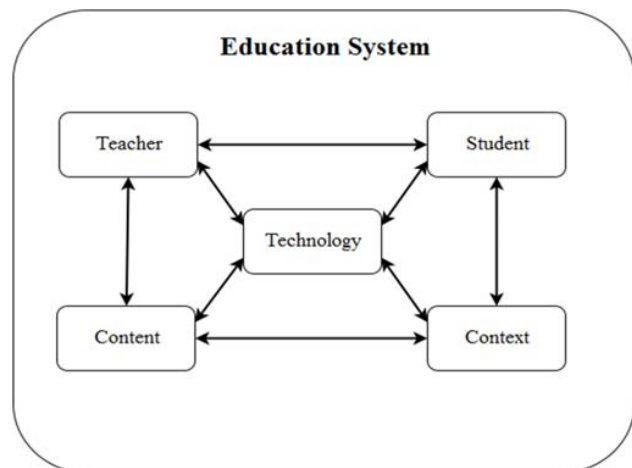 Education System
Teacher
Student
Technology
Content
Context